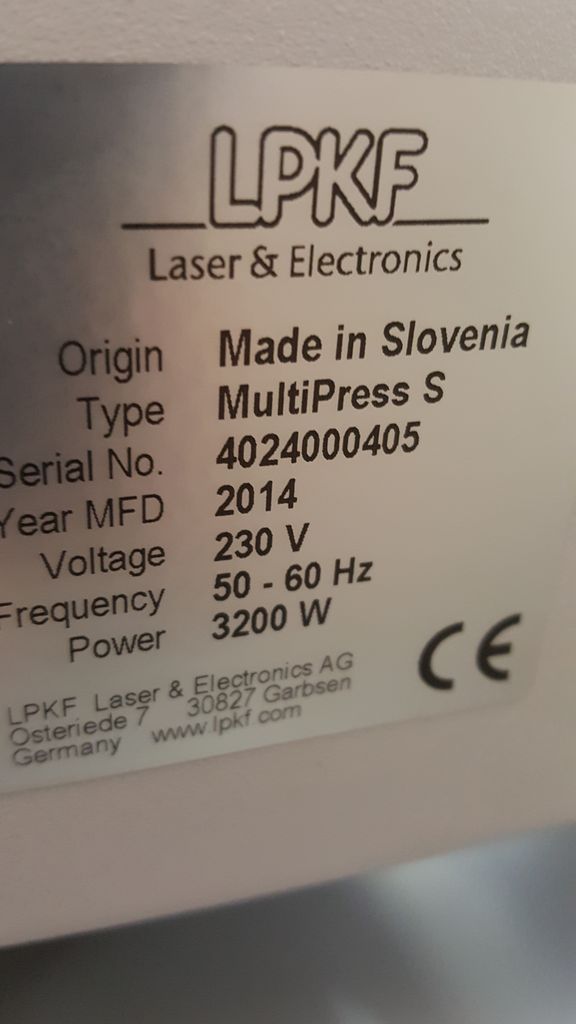 LPKF
Laser & Electronics
Origin Made in Slovenia
Type MultiPress S
Serial No. 4024000405
Year MFD 2014
Voltage 230 V
Frequency 50 - 60 Hz
Power 3200 W
CE
LPKF Laser & Electronics AG
Osteriede 7 30827 Garbsen
Germany www.lpkf.com